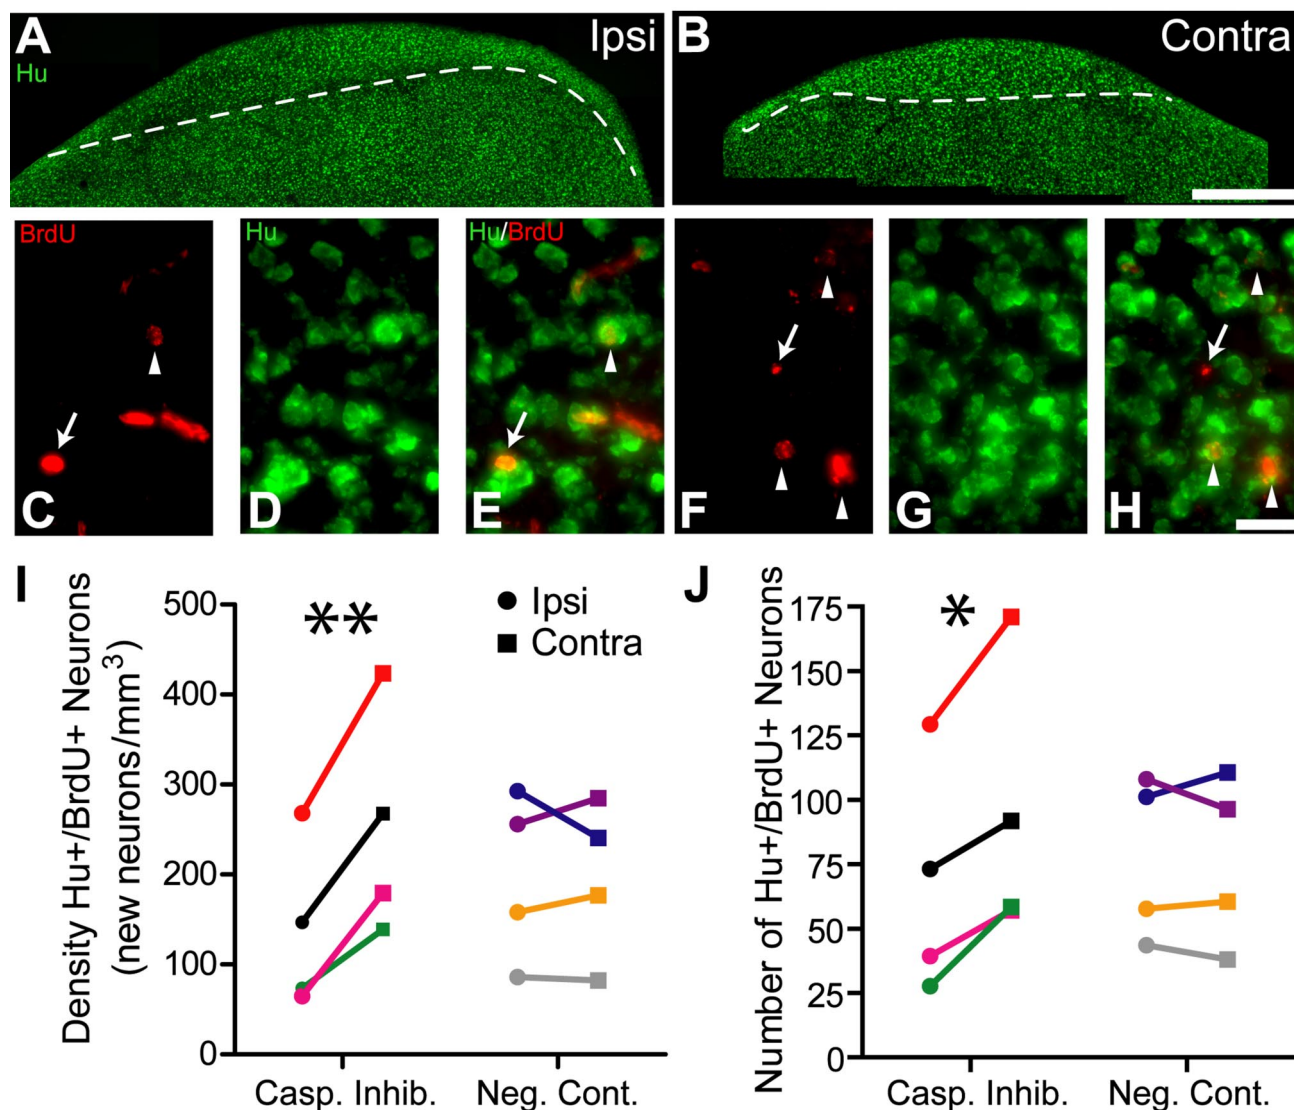 A
Ipsi
Hu
B
Contra
BrdU
C
Hu
D
Hu/BrdU
E
F
G
H
I
Density Hu+/BrdU+ Neurons
(new neurons/mm³)
500
400
300
200
100
0
**
Ipsi
Contra
Casp. Inhib.
Neg. Cont.
J
Number of Hu+/BrdU+ Neurons
175
150
125
100
75
50
25
0
*
Casp. Inhib.
Neg. Cont.